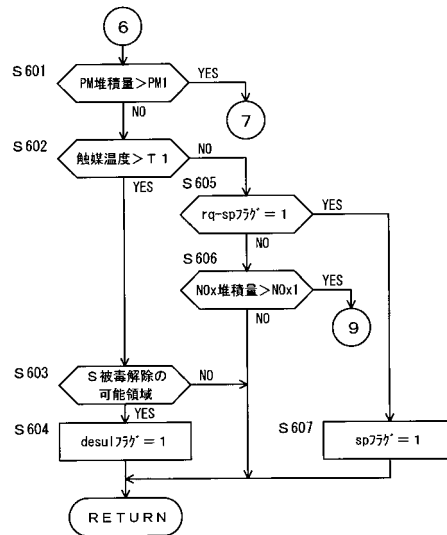 6
S601
PM堆積量>PM1
YES
NO
7
S602
触媒温度>T1
NO
YES
S605
rq-spﾌﾗｸﾞ=1
YES
NO
S606
NOx堆積量>NOx1
YES
NO
9
S603
S被毒解除の
可能領域
NO
YES
S604
desulﾌﾗｸﾞ=1
S607
spﾌﾗｸﾞ=1
RETURN